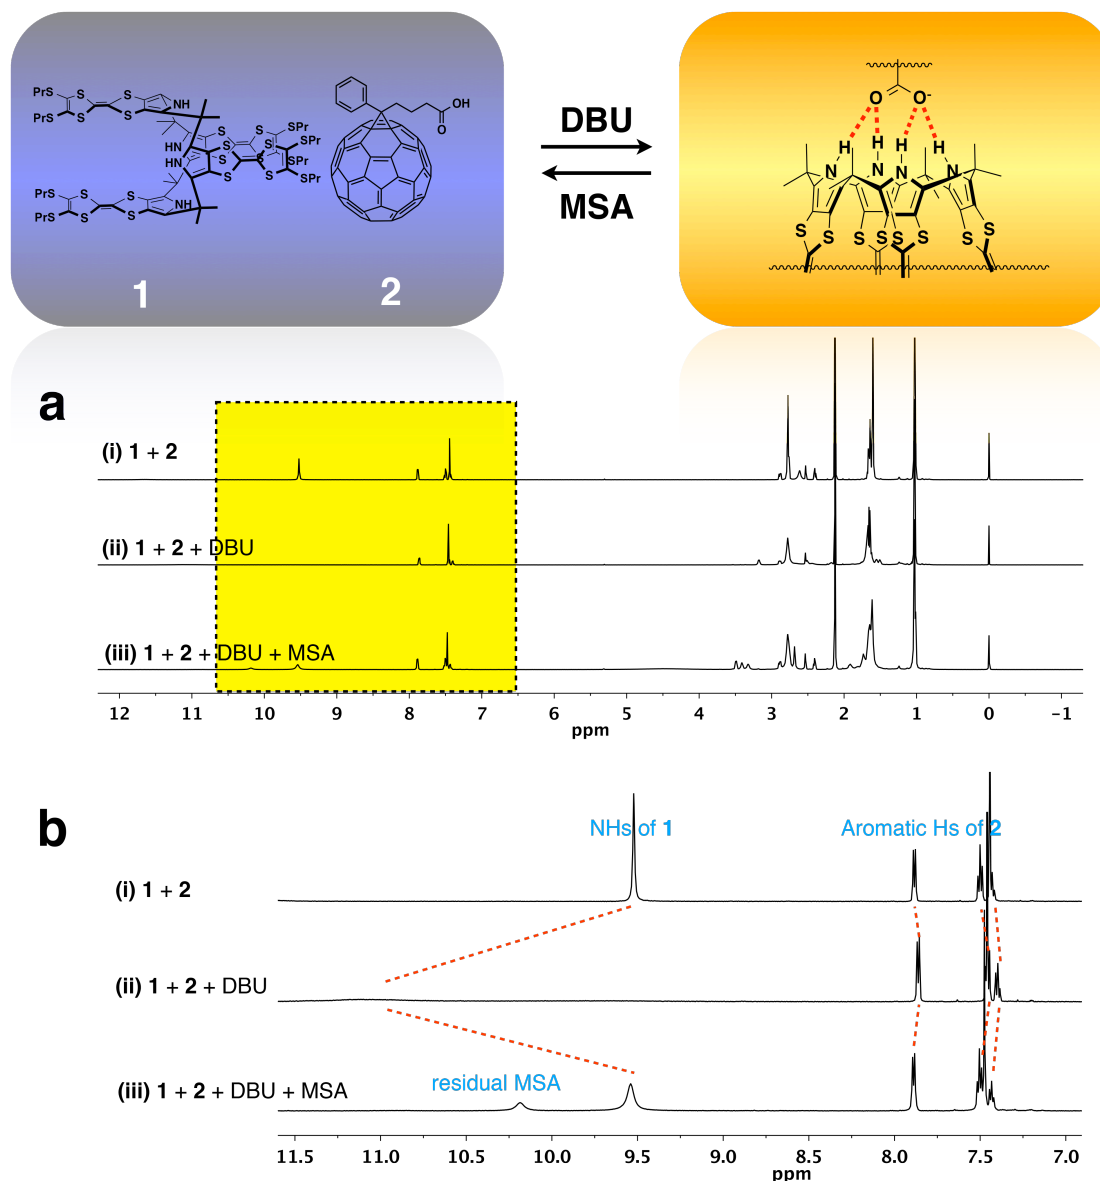 SPr
PrS
PrS
S
S
S
S
NH
OH
O
HN
HN
NH
S
S
S
S
S
S
S
S
SPr
SPr
SPr
SPr
PrS
PrS
S
S
S
S
NH
1
2
DBU
MSA
O
O-
H
H
H
H
N
N
N
N
S
S
S
S
S
S
a
(i) 1 + 2
(ii) 1 + 2 + DBU
(iii) 1 + 2 + DBU + MSA
12 11 10 9 8 7 6 5 4 3 2 1 0 −1
ppm
b
NHs of 1
Aromatic Hs of 2
(i) 1 + 2
(ii) 1 + 2 + DBU
residual MSA
(iii) 1 + 2 + DBU + MSA
11.5 11.0 10.5 10.0 9.5 9.0 8.5 8.0 7.5 7.0
ppm